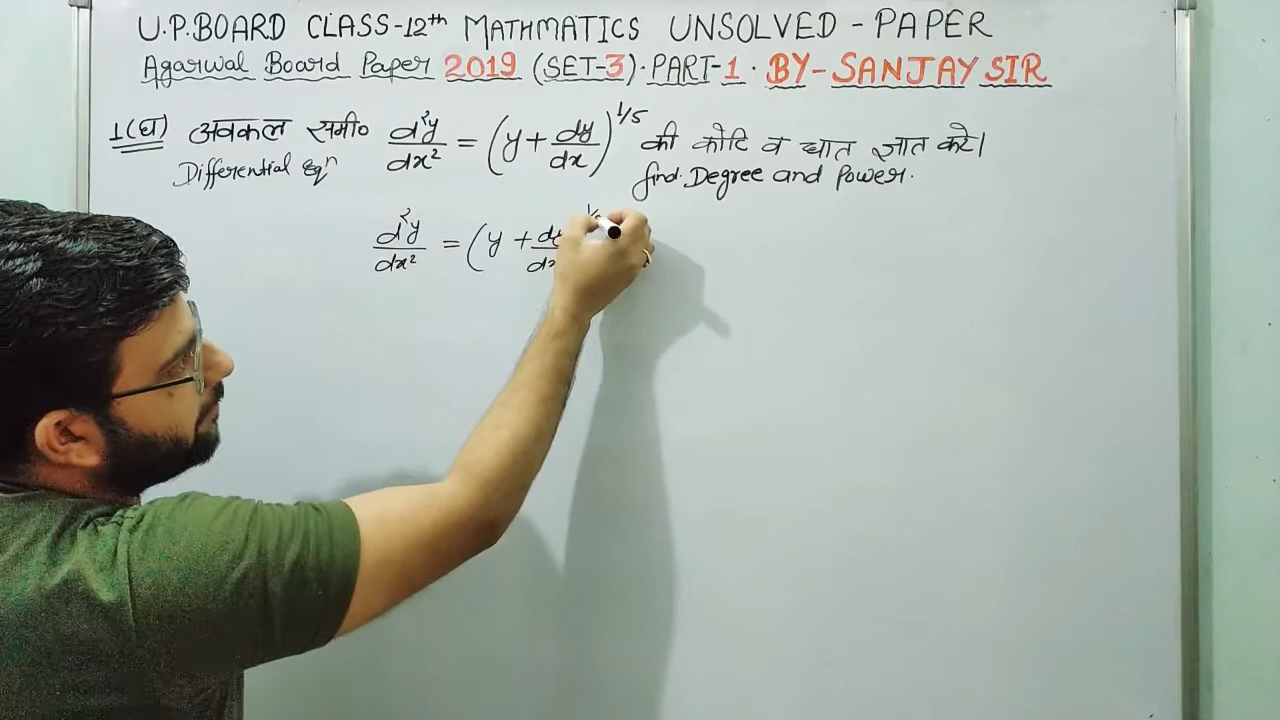 U.P.BOARD CLASS-12th MATHMATICS UNSOLVED - PAPER
Agarwal Board Paper 2019 (SET-3). PART-1. BY-SANJAY SIR
1(घ) अवकल समी० d²y/dx² = (y + dy/dx)^1/5 की कोटि व घात ज्ञात करे।
Differential Eqⁿ find. Degree and Power.
d²y/dx² = (y +